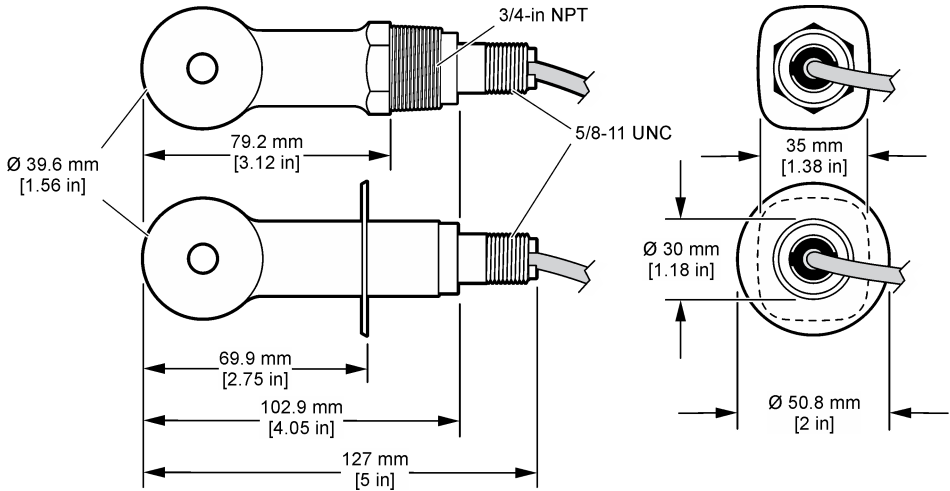 3/4-in NPT
79.2 mm
[3.12 in]
5/8-11 UNC
35 mm
[1.38 in]
Ø 39.6 mm
[1.56 in]
Ø 30 mm
[1.18 in]
69.9 mm
[2.75 in]
102.9 mm
[4.05 in]
Ø 50.8 mm
[2 in]
127 mm
[5 in]